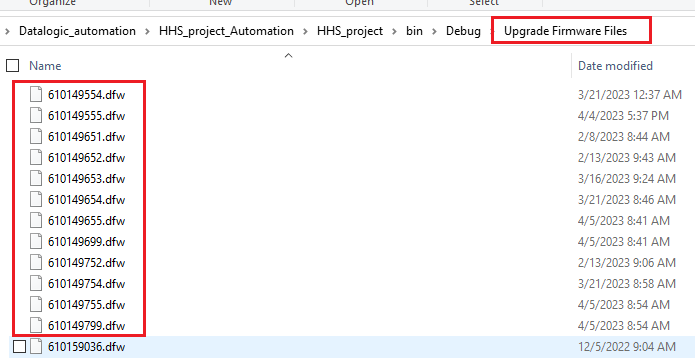 Organize New Open Select
Datalogic_automation > HHS_project_Automation > HHS_project > bin > Debug > Upgrade Firmware Files
Name Date modified
610149554.dfw 3/21/2023 12:37 AM
610149555.dfw 4/4/2023 5:37 PM
610149651.dfw 2/8/2023 8:44 AM
610149652.dfw 2/13/2023 9:43 AM
610149653.dfw 3/16/2023 9:24 AM
610149654.dfw 3/21/2023 8:46 AM
610149655.dfw 4/5/2023 8:41 AM
610149699.dfw 4/5/2023 8:41 AM
610149752.dfw 2/13/2023 9:06 AM
610149754.dfw 3/21/2023 8:58 AM
610149755.dfw 4/5/2023 8:54 AM
610149799.dfw 4/5/2023 8:54 AM
610159036.dfw 12/5/2022 9:04 AM